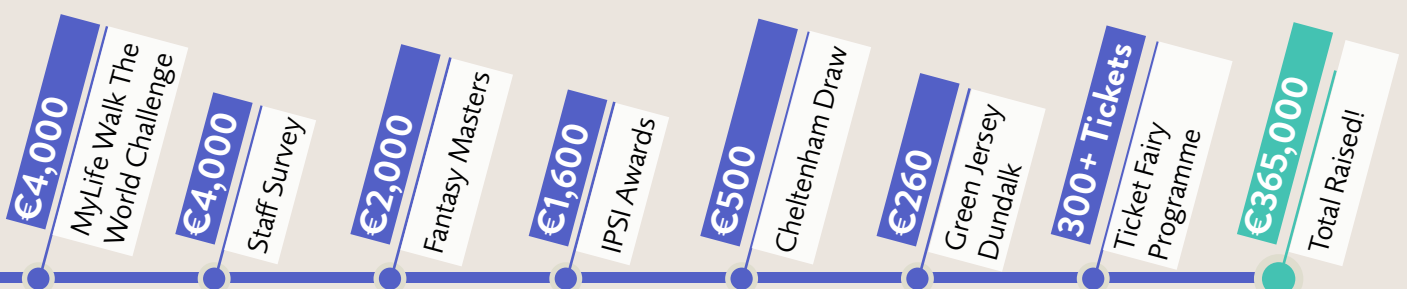 €4,000
MyLife Walk The
World Challenge
€4,000
Staff Survey
€2,000
Fantasy Masters
€1,600
IPSI Awards
€500
Cheltenham Draw
€260
Green Jersey
Dundalk
300+ Tickets
Ticket Fairy
Programme
€365,000
Total Raised!